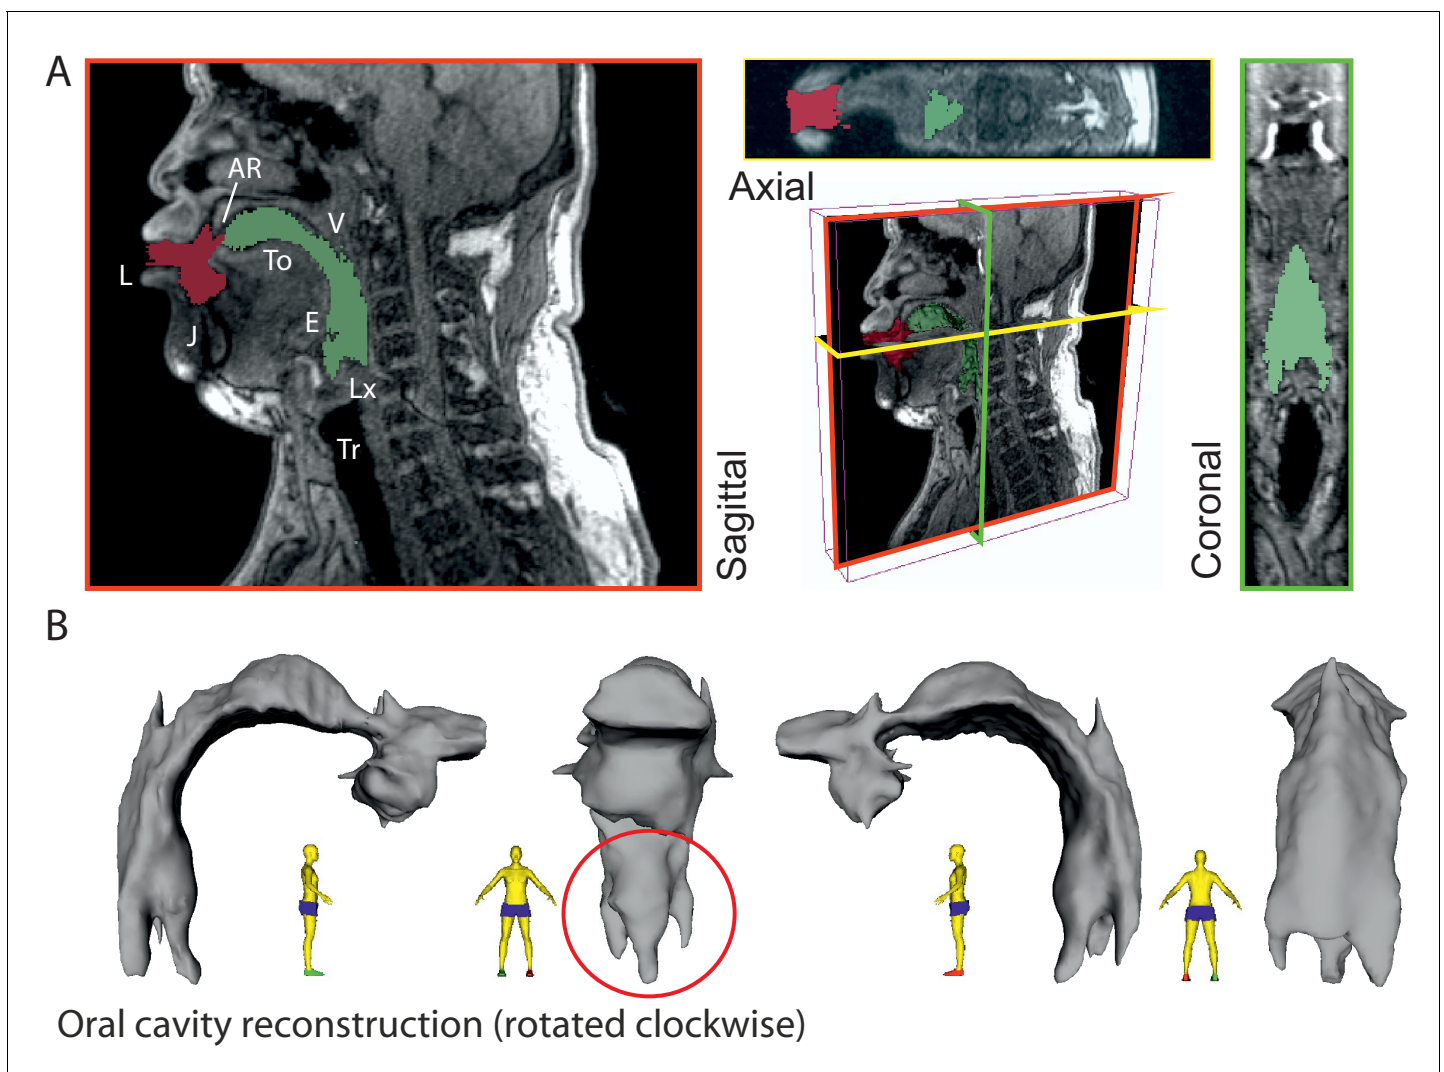 A
AR
V
To
L
E
J
Lx
Tr
Sagittal
Axial
Coronal
B
Oral cavity reconstruction (rotated clockwise)